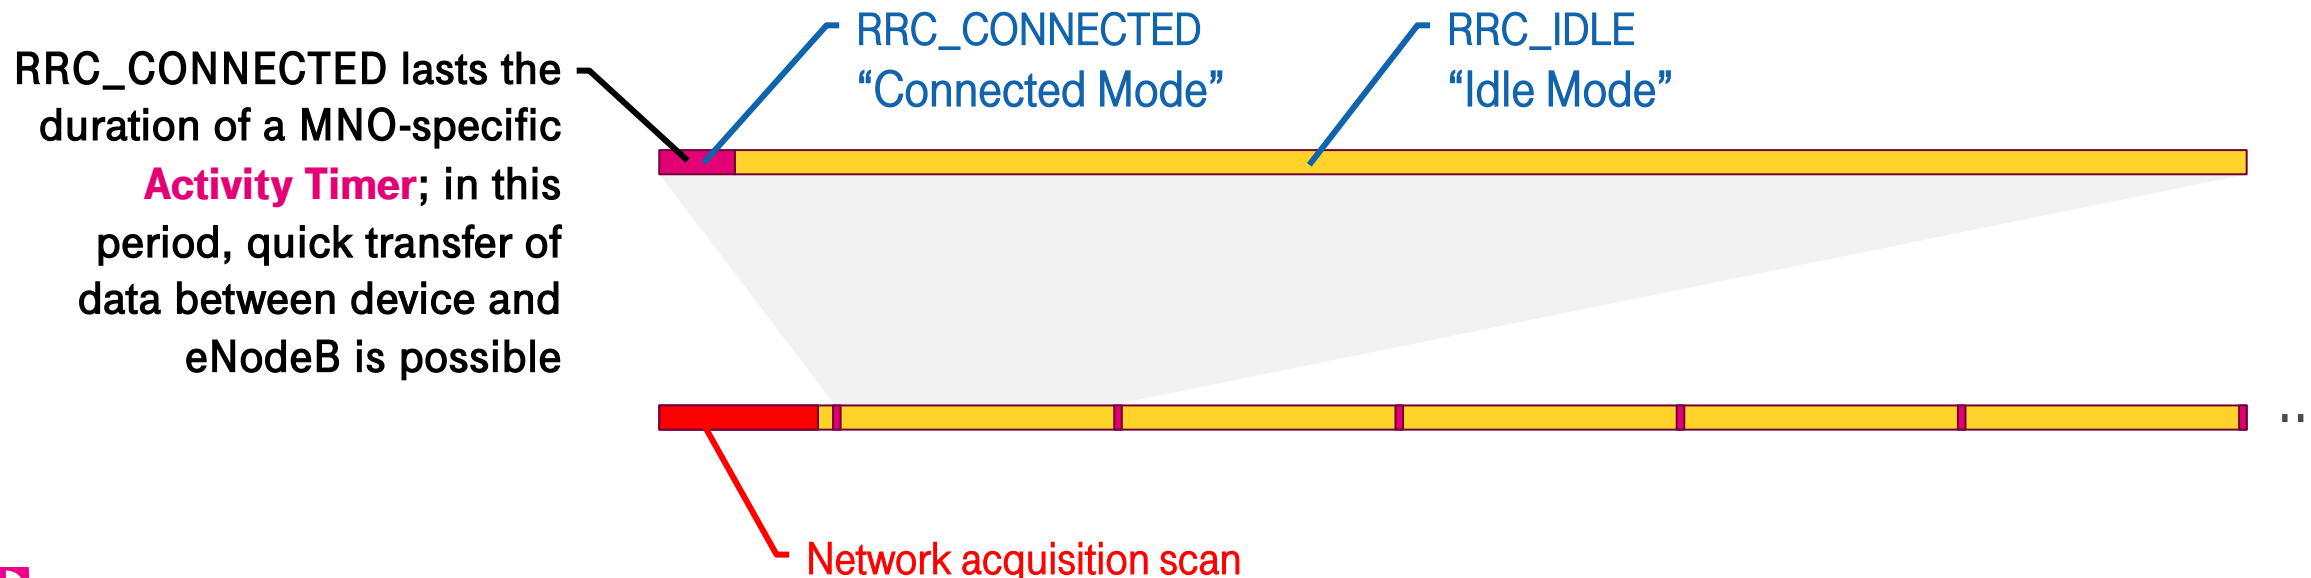 RRC_CONNECTED lasts the
duration of a MNO-specific
Activity Timer; in this
period, quick transfer of
data between device and
eNodeB is possible
RRC_CONNECTED
“Connected Mode”
RRC_IDLE
“Idle Mode”
..
Network acquisition scan